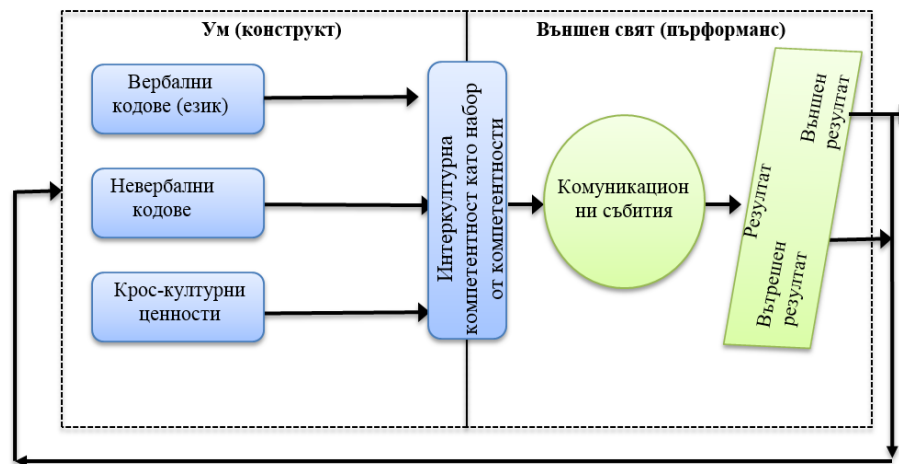 Ум (конструкт)
Външен свят (пърформанс)
Вербални
кодове (език)
Невербални
кодове
Крос-културни
ценности
Интеркултурна
компетентност като набор
от компетентности
Комуникацион
ни събития
Резултат
Външен
резултат
Вътрешен
резултат